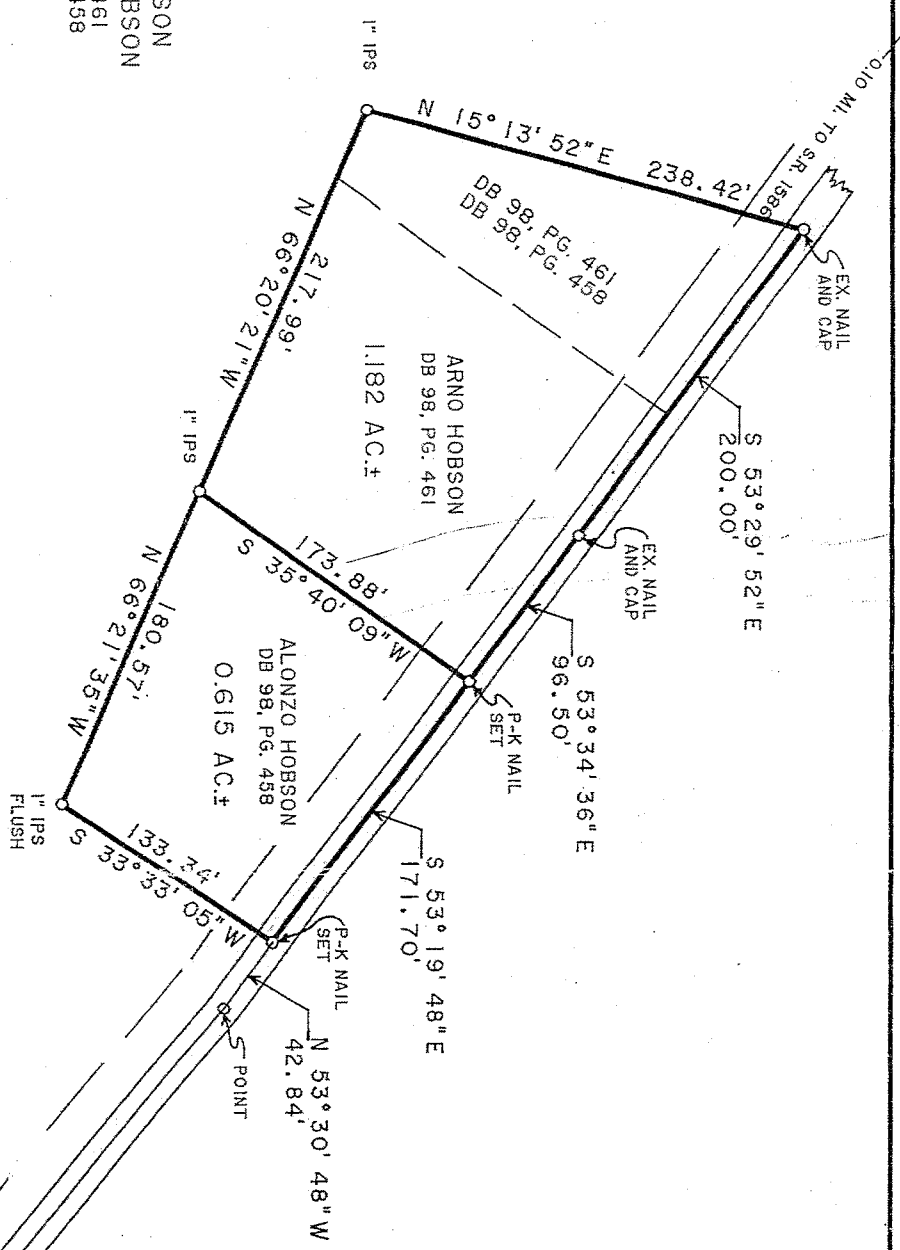 SON
BSON
461
458
1" IPS
N 15° 13' 52" E 238.42'
0.10 MI. TO S.R. 1586
EX. NAIL
AND CAP
DB 98, PG. 461
DB 98, PG. 458
S 53° 29' 52" E
200.00'
217.99'
N 66° 20' 21" W
ARNO HOBSON
DB 98, PG. 461
1.182 AC.±
EX. NAIL
AND CAP
S 53° 34' 36" E
96.50'
1" IPS
173.88'
S 35° 40' 09" W
P-K NAIL
SET
180.57'
N 66° 21' 35" W
ALONZO HOBSON
DB 98, PG. 458
0.615 AC.±
S 53° 19' 48" E
171.70'
1" IPS
FLUSH
133.34'
S 33° 33' 05" W
P-K NAIL
SET
N 53° 30' 48" W
42.84'
POINT